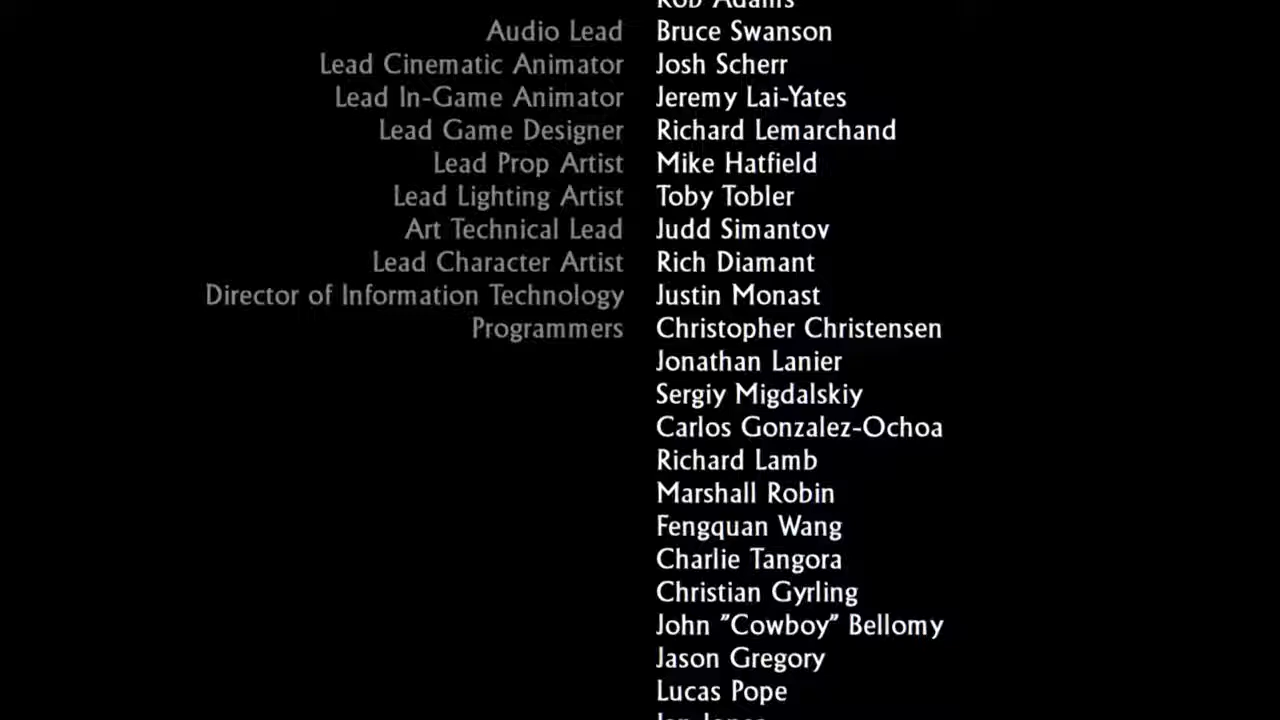 Rob Adams
Audio Lead Bruce Swanson
Lead Cinematic Animator Josh Scherr
Lead In-Game Animator Jeremy Lai-Yates
Lead Game Designer Richard Lemarchand
Lead Prop Artist Mike Hatfield
Lead Lighting Artist Toby Tobler
Art Technical Lead Judd Simantov
Lead Character Artist Rich Diamant
Director of Information Technology Justin Monast
Programmers Christopher Christensen
Jonathan Lanier
Sergiy Migdalskiy
Carlos Gonzalez-Ochoa
Richard Lamb
Marshall Robin
Fengquan Wang
Charlie Tangora
Christian Gyrling
John "Cowboy" Bellomy
Jason Gregory
Lucas Pope